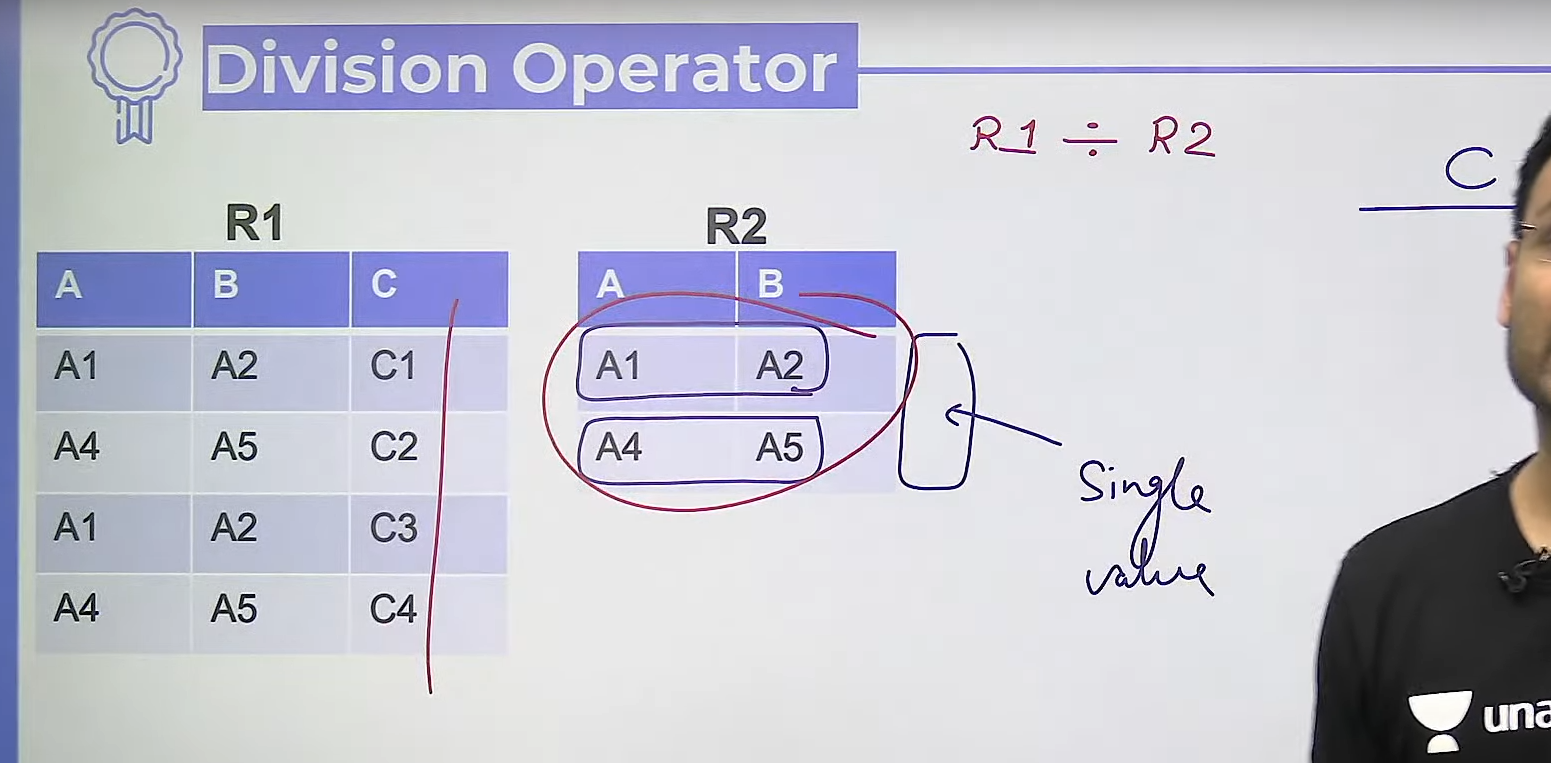 Division Operator
R1 ÷ R2
C
R1
R2
A B C
A B
A1 A2 C1
A1 A2
A4 A5 C2
A4 A5
A1 A2 C3
A4 A5 C4
Single
value
una